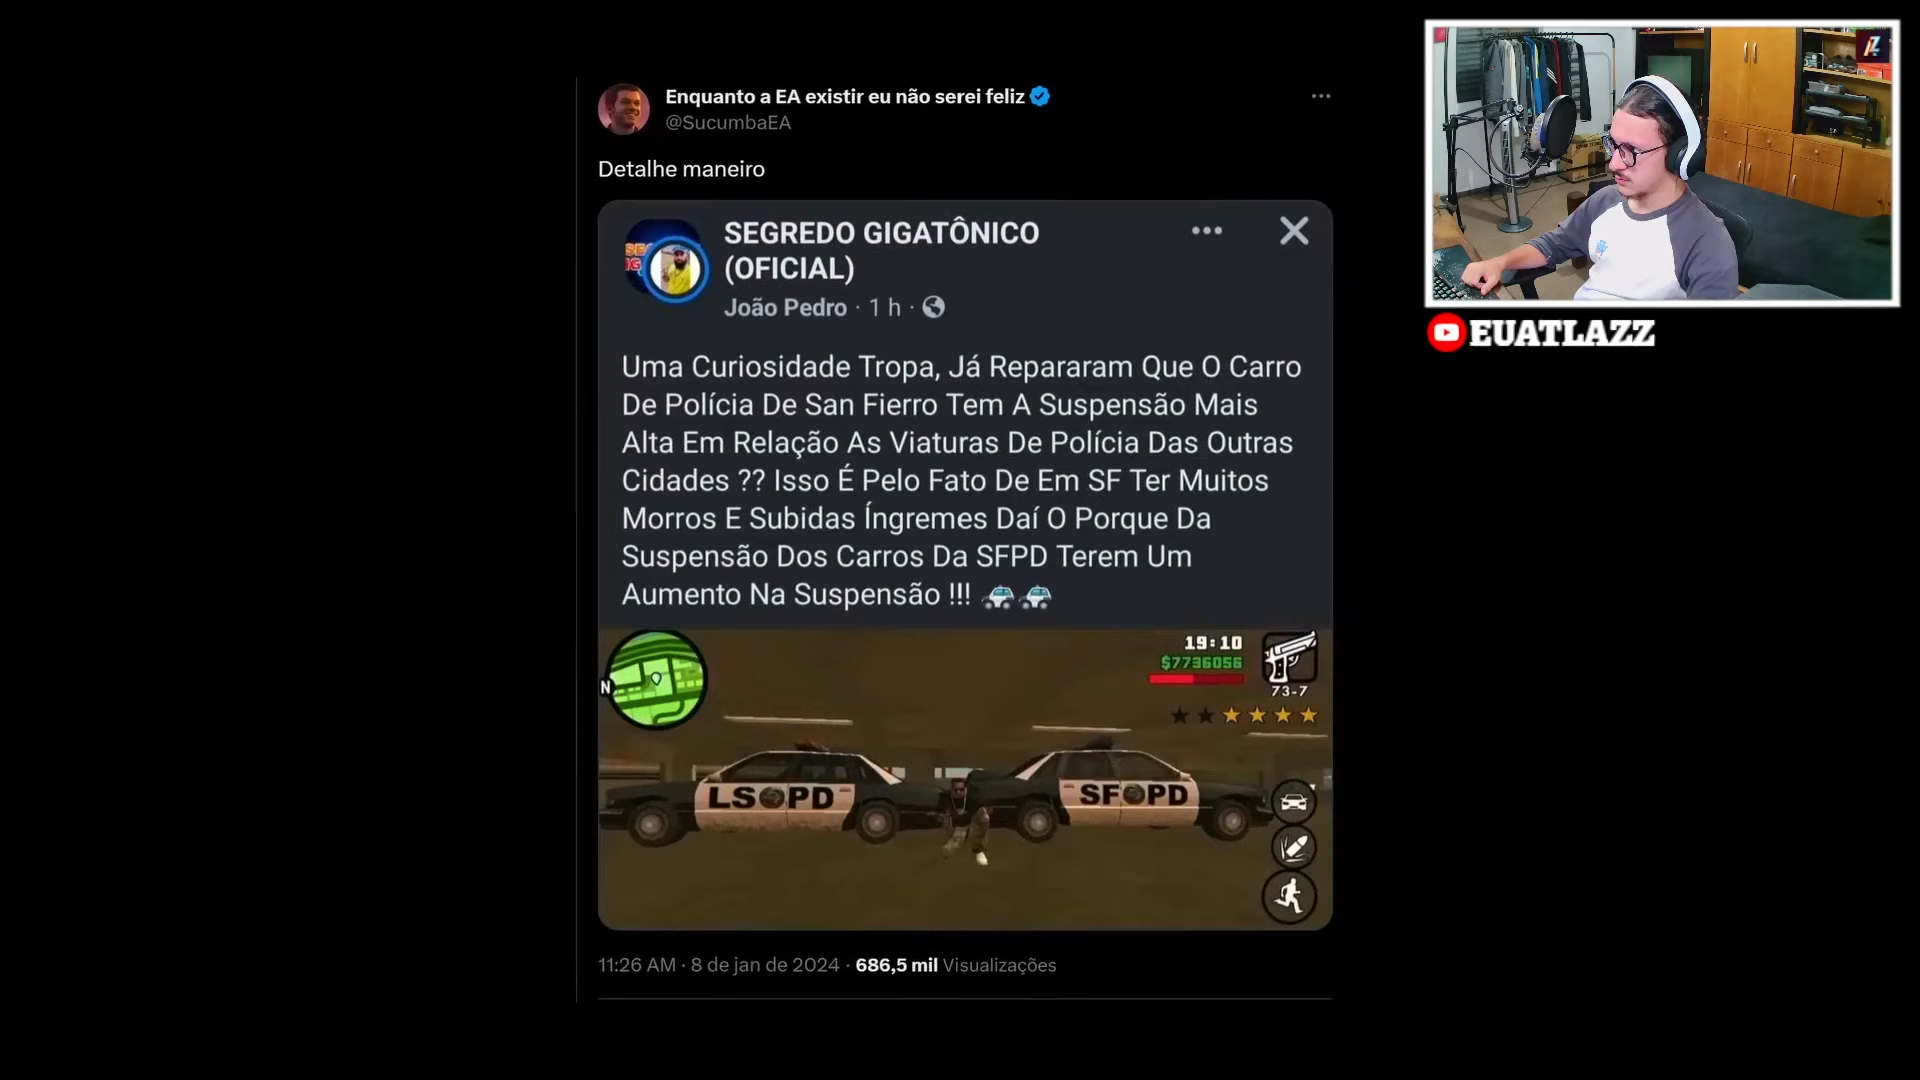 Enquanto a EA existir eu não serei feliz
@SucumbaEA
Detalhe maneiro
SEGREDO GIGATÔNICO
(OFICIAL)
João Pedro · 1 h ·
Uma Curiosidade Tropa, Já Repararam Que O Carro
De Polícia De San Fierro Tem A Suspensão Mais
Alta Em Relação As Viaturas De Polícia Das Outras
Cidades ?? Isso É Pelo Fato De Em SF Ter Muitos
Morros E Subidas Íngremes Daí O Porque Da
Suspensão Dos Carros Da SFPD Terem Um
Aumento Na Suspensão !!! 🚓🚓
19:10
$7736056
73-7
N
LS PD
SF PD
11:26 AM · 8 de jan de 2024 · 686,5 mil Visualizações
EUATLAZZ